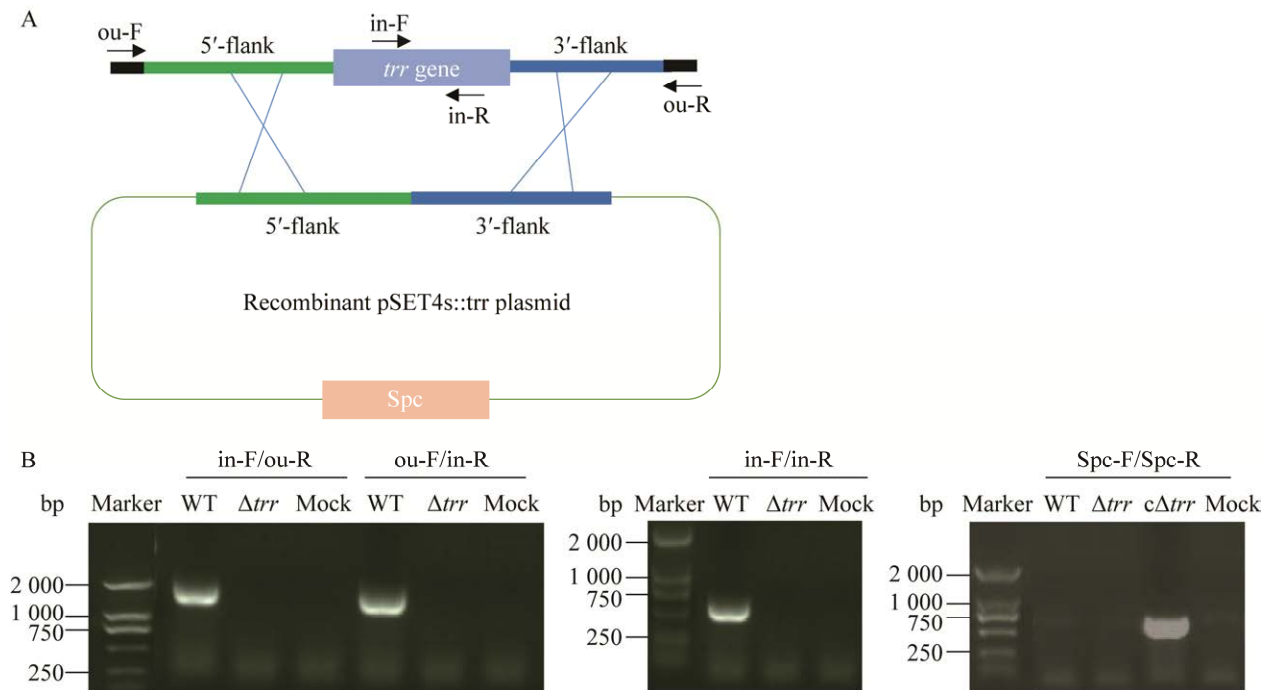 A
ou-F
5′-flank
in-F
3′-flank
trr gene
in-R
ou-R
5′-flank
3′-flank
Recombinant pSET4s::trr plasmid
Spc
B
in-F/ou-R
ou-F/in-R
in-F/in-R
Spc-F/Spc-R
bp Marker WT Δtrr Mock WT Δtrr Mock
2 000
1 000
750
250
bp Marker WT Δtrr Mock
2 000
1 000
750
250
bp Marker WT Δtrr cΔtrr Mock
2 000
1 000
750
250